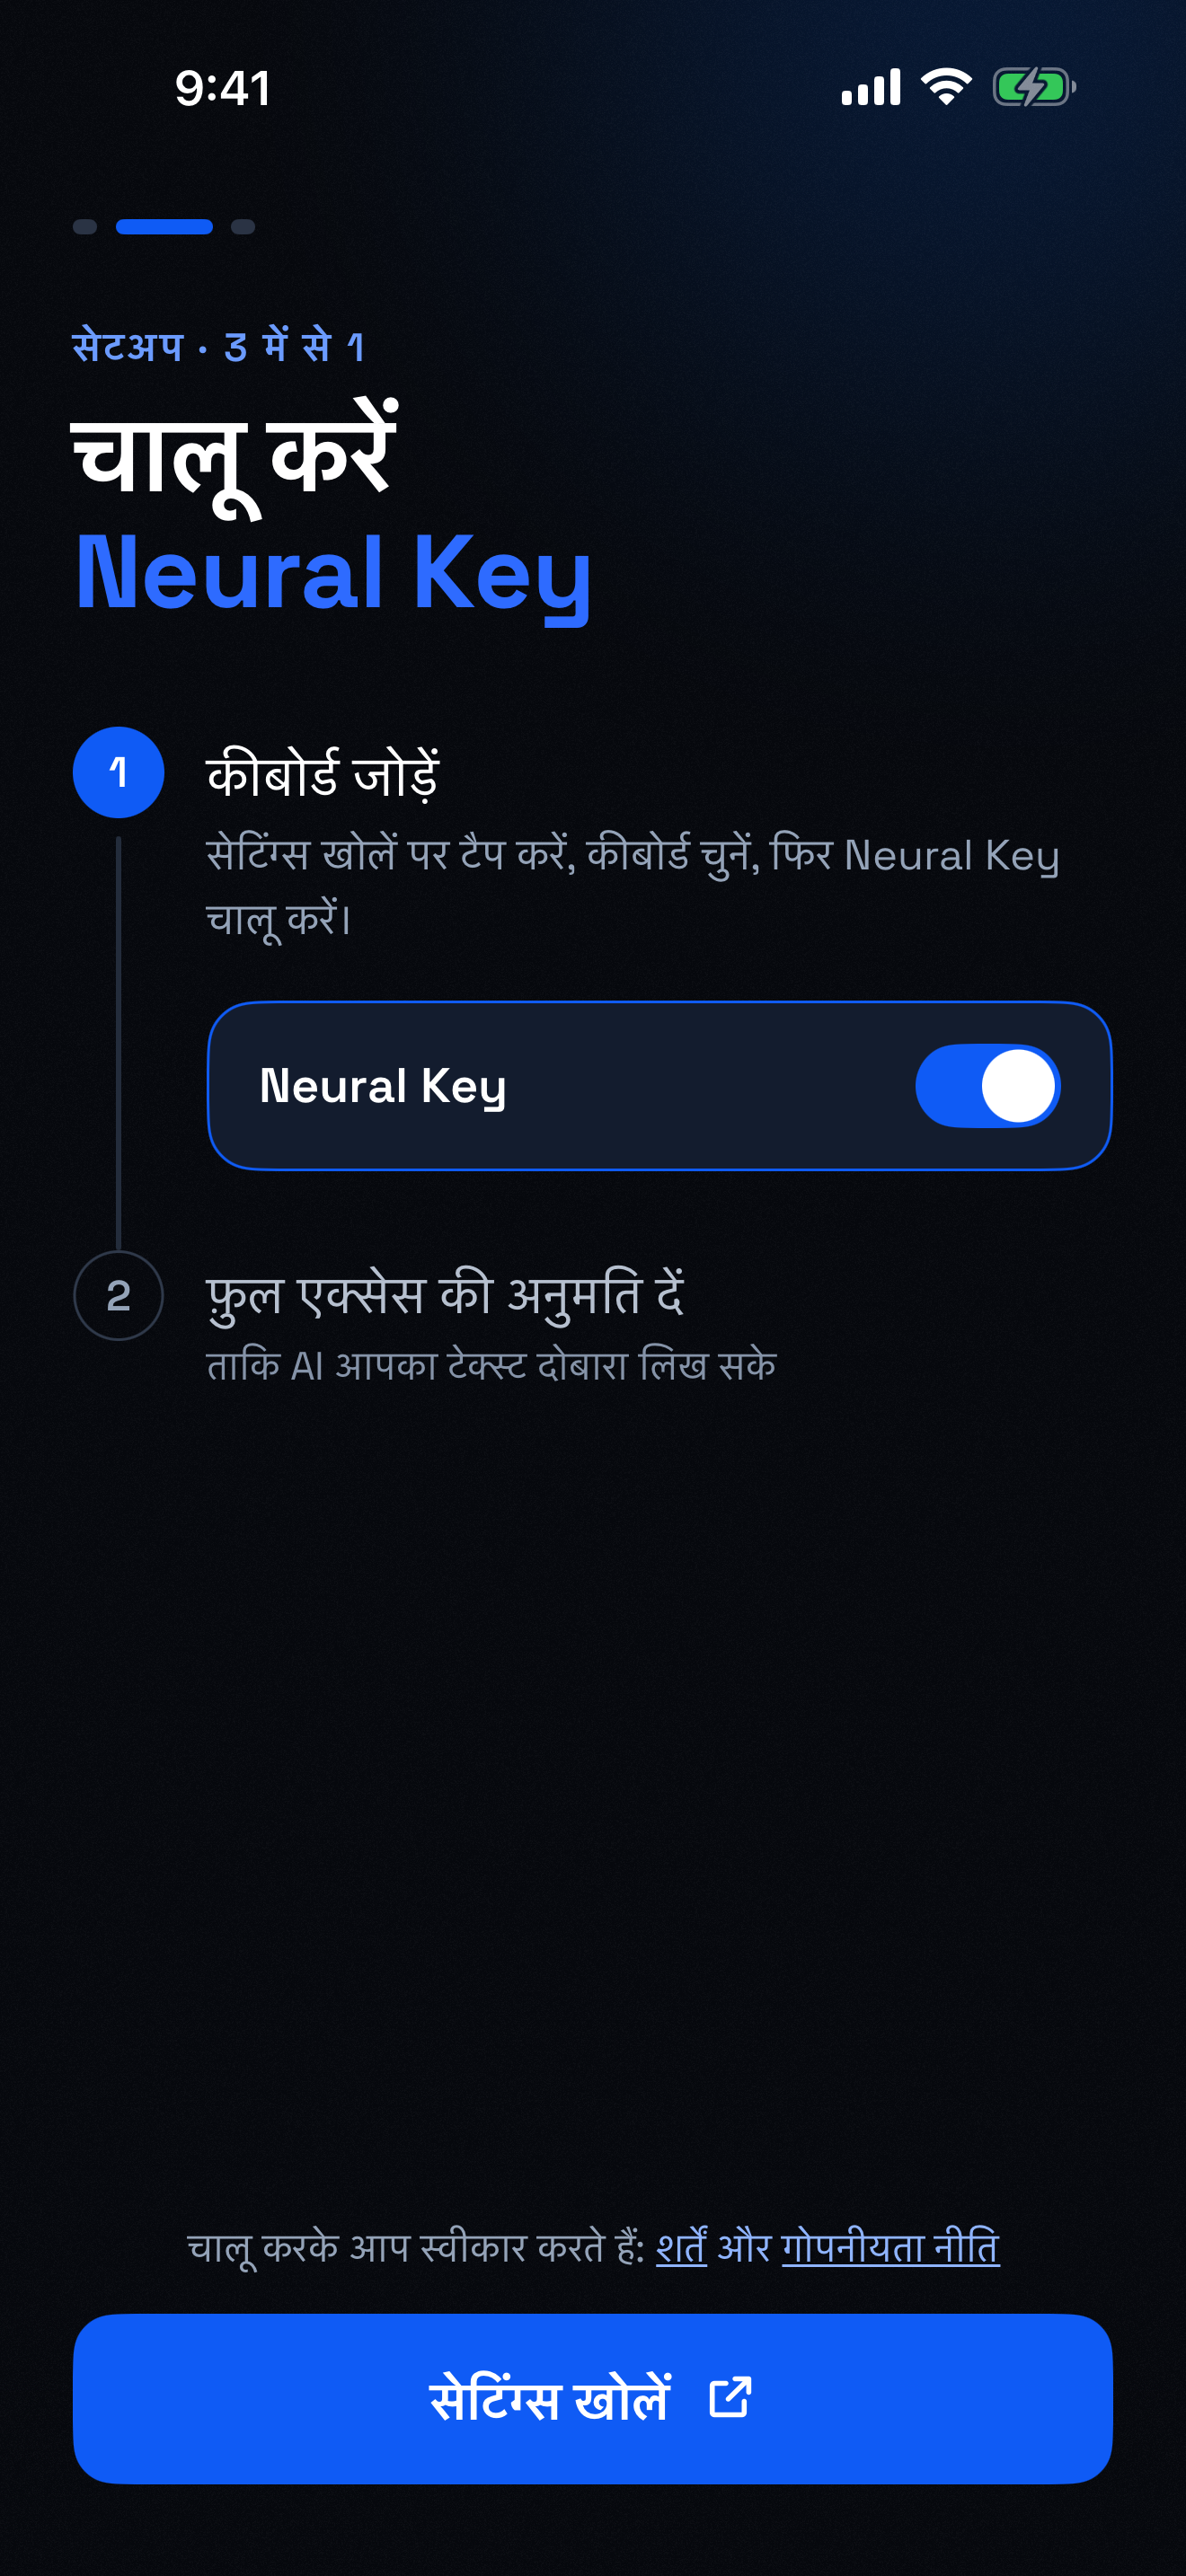 9:41
सेटअप · 3 में से 1
चालू करें
Neural Key
1
कीबोर्ड जोड़ें
सेटिंग्स खोलें पर टैप करें, कीबोर्ड चुनें, फिर Neural Key
चालू करें।
Neural Key
2
फ़ुल एक्सेस की अनुमति दें
ताकि AI आपका टेक्स्ट दोबारा लिख सके
चालू करके आप स्वीकार करते हैं: शर्तें और गोपनीयता नीति
सेटिंग्स खोलें